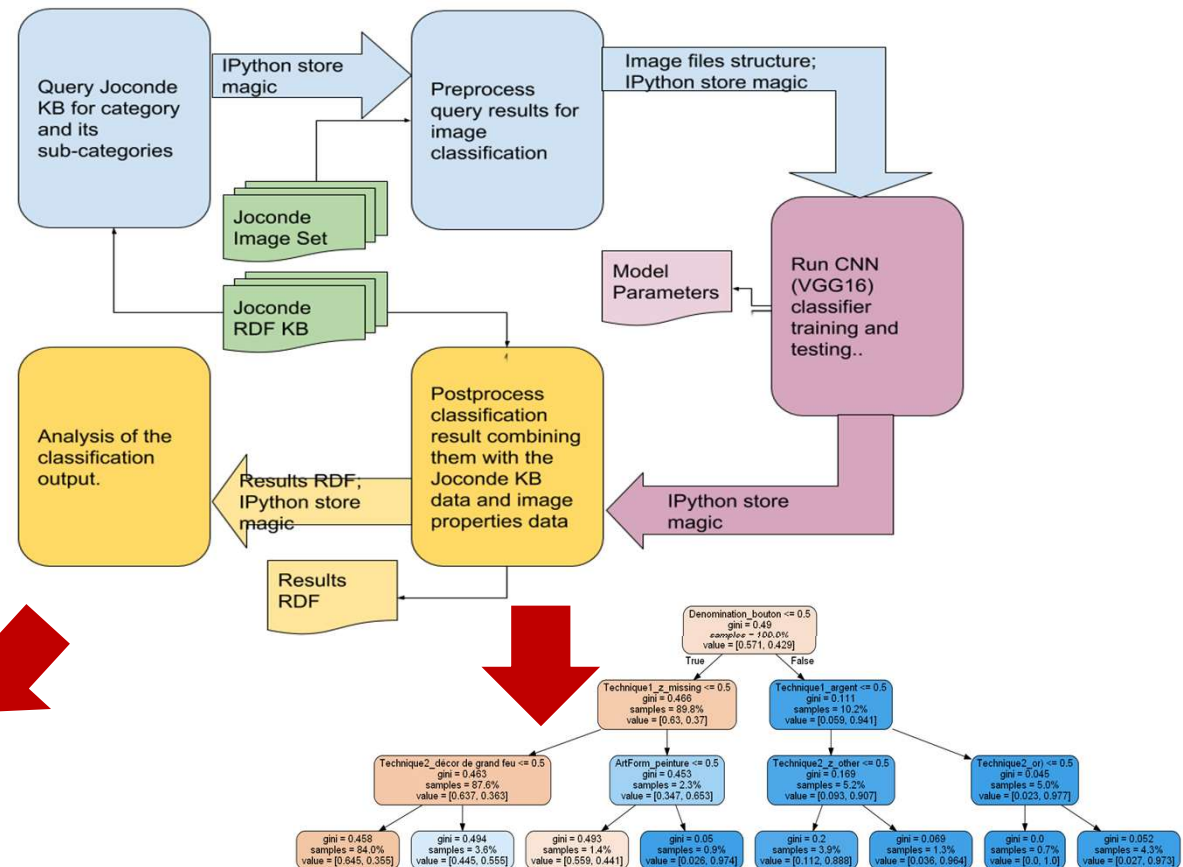 Query Joconde
KB for category
and its
sub-categories
IPython store
magic
Preprocess
query results for
image
classification
Image files structure;
IPython store magic
Joconde
Image Set
Joconde
RDF KB
Model
Parameters
Run CNN
(VGG16)
classifier
training and
testing..
Analysis of the
classification
output.
Results RDF;
IPython store
magic
Postprocess
classification
result combining
them with the
Joconde KB
data and image
properties data
IPython store
magic
Results
RDF
Denomination_bouton <= 0.5
gini = 0.49
samples = 100.0%
value = [0.571, 0.429]
True
False
Technique1_z_missing <= 0.5
gini = 0.466
samples = 89.8%
value = [0.63, 0.37]
Technique1_argent <= 0.5
gini = 0.111
samples = 10.2%
value = [0.059, 0.941]
Technique2_décor de grand feu <= 0.5
gini = 0.463
samples = 87.6%
value = [0.637, 0.363]
ArtForm_peinture <= 0.5
gini = 0.453
samples = 2.3%
value = [0.347, 0.653]
Technique2_z_other <= 0.5
gini = 0.169
samples = 5.2%
value = [0.093, 0.907]
Technique2_or) <= 0.5
gini = 0.045
samples = 5.0%
value = [0.023, 0.977]
gini = 0.458
samples = 84.0%
value = [0.645, 0.355]
gini = 0.494
samples = 3.6%
value = [0.445, 0.555]
gini = 0.493
samples = 1.4%
value = [0.559, 0.441]
gini = 0.05
samples = 0.9%
value = [0.026, 0.974]
gini = 0.2
samples = 3.9%
value = [0.112, 0.888]
gini = 0.069
samples = 1.3%
value = [0.036, 0.964]
gini = 0.0
samples = 0.7%
value = [0.0, 1.0]
gini = 0.052
samples = 4.3%
value = [0.027, 0.973]